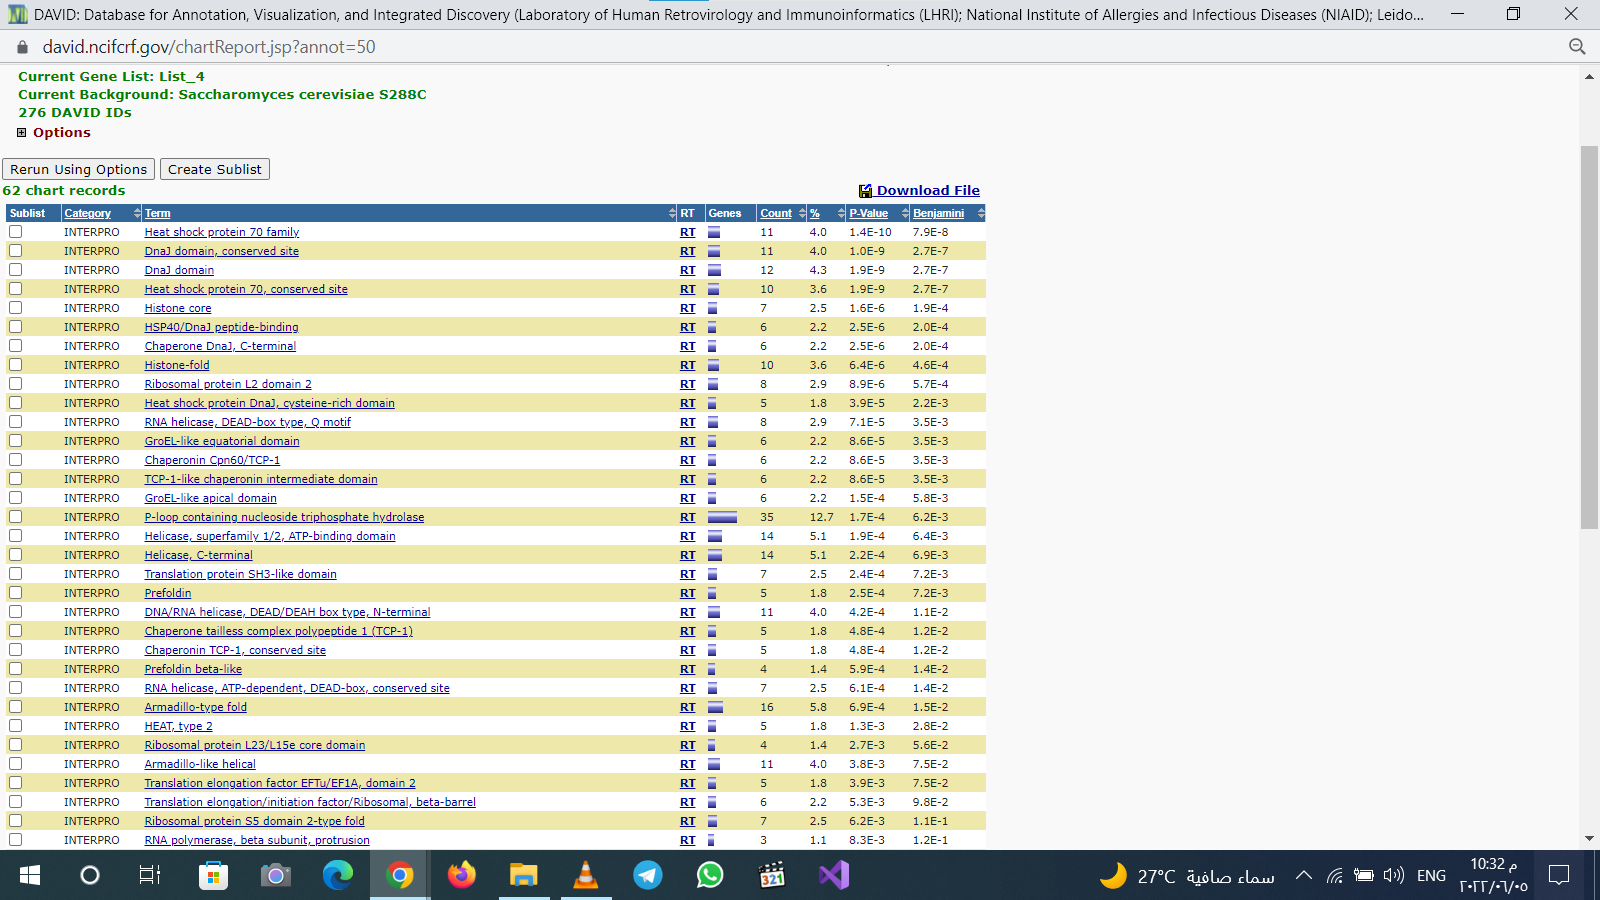 DAVID: Database for Annotation, Visualization, and Integrated Discovery (Laboratory of Human Retrovirology and Immunoinformatics (LHRI); National Institute of Allergies and Infectious Diseases (NIAID); Leido...
david.ncifcrf.gov/chartReport.jsp?annot=50
Current Gene List: List_4
Current Background: Saccharomyces cerevisiae S288C
276 DAVID IDs
Options
Rerun Using Options Create Sublist
62 chart records Download File
Sublist Category Term RT Genes Count % P-Value Benjamini
INTERPRO Heat shock protein 70 family RT 11 4.0 1.4E-10 7.9E-8
INTERPRO DnaJ domain, conserved site RT 11 4.0 1.0E-9 2.7E-7
INTERPRO DnaJ domain RT 12 4.3 1.9E-9 2.7E-7
INTERPRO Heat shock protein 70, conserved site RT 10 3.6 1.9E-9 2.7E-7
INTERPRO Histone core RT 7 2.5 1.6E-6 1.9E-4
INTERPRO HSP40/DnaJ peptide-binding RT 6 2.2 2.5E-6 2.0E-4
INTERPRO Chaperone DnaJ, C-terminal RT 6 2.2 2.5E-6 2.0E-4
INTERPRO Histone-fold RT 10 3.6 6.4E-6 4.6E-4
INTERPRO Ribosomal protein L2 domain 2 RT 8 2.9 8.9E-6 5.7E-4
INTERPRO Heat shock protein DnaJ, cysteine-rich domain RT 5 1.8 3.9E-5 2.2E-3
INTERPRO RNA helicase, DEAD-box type, Q motif RT 8 2.9 7.1E-5 3.5E-3
INTERPRO GroEL-like equatorial domain RT 6 2.2 8.6E-5 3.5E-3
INTERPRO Chaperonin Cpn60/TCP-1 RT 6 2.2 8.6E-5 3.5E-3
INTERPRO TCP-1-like chaperonin intermediate domain RT 6 2.2 8.6E-5 3.5E-3
INTERPRO GroEL-like apical domain RT 6 2.2 1.5E-4 5.8E-3
INTERPRO P-loop containing nucleoside triphosphate hydrolase RT 35 12.7 1.7E-4 6.2E-3
INTERPRO Helicase, superfamily 1/2, ATP-binding domain RT 14 5.1 1.9E-4 6.4E-3
INTERPRO Helicase, C-terminal RT 14 5.1 2.2E-4 6.9E-3
INTERPRO Translation protein SH3-like domain RT 7 2.5 2.4E-4 7.2E-3
INTERPRO Prefoldin RT 5 1.8 2.5E-4 7.2E-3
INTERPRO DNA/RNA helicase, DEAD/DEAH box type, N-terminal RT 11 4.0 4.2E-4 1.1E-2
INTERPRO Chaperone tailless complex polypeptide 1 (TCP-1) RT 5 1.8 4.8E-4 1.2E-2
INTERPRO Chaperonin TCP-1, conserved site RT 5 1.8 4.8E-4 1.2E-2
INTERPRO Prefoldin beta-like RT 4 1.4 5.9E-4 1.4E-2
INTERPRO RNA helicase, ATP-dependent, DEAD-box, conserved site RT 7 2.5 6.1E-4 1.4E-2
INTERPRO Armadillo-type fold RT 16 5.8 6.9E-4 1.5E-2
INTERPRO HEAT, type 2 RT 5 1.8 1.3E-3 2.8E-2
INTERPRO Ribosomal protein L23/L15e core domain RT 4 1.4 2.7E-3 5.6E-2
INTERPRO Armadillo-like helical RT 11 4.0 3.8E-3 7.5E-2
INTERPRO Translation elongation factor EFTu/EF1A, domain 2 RT 5 1.8 3.9E-3 7.5E-2
INTERPRO Translation elongation/initiation factor/Ribosomal, beta-barrel RT 6 2.2 5.3E-3 9.8E-2
INTERPRO Ribosomal protein S5 domain 2-type fold RT 7 2.5 6.2E-3 1.1E-1
INTERPRO RNA polymerase, beta subunit, protrusion RT 3 1.1 8.3E-3 1.2E-1
321
27°C سماء صافية ENG
10:32 م
٢٠٢٢/٠٦/٠٥